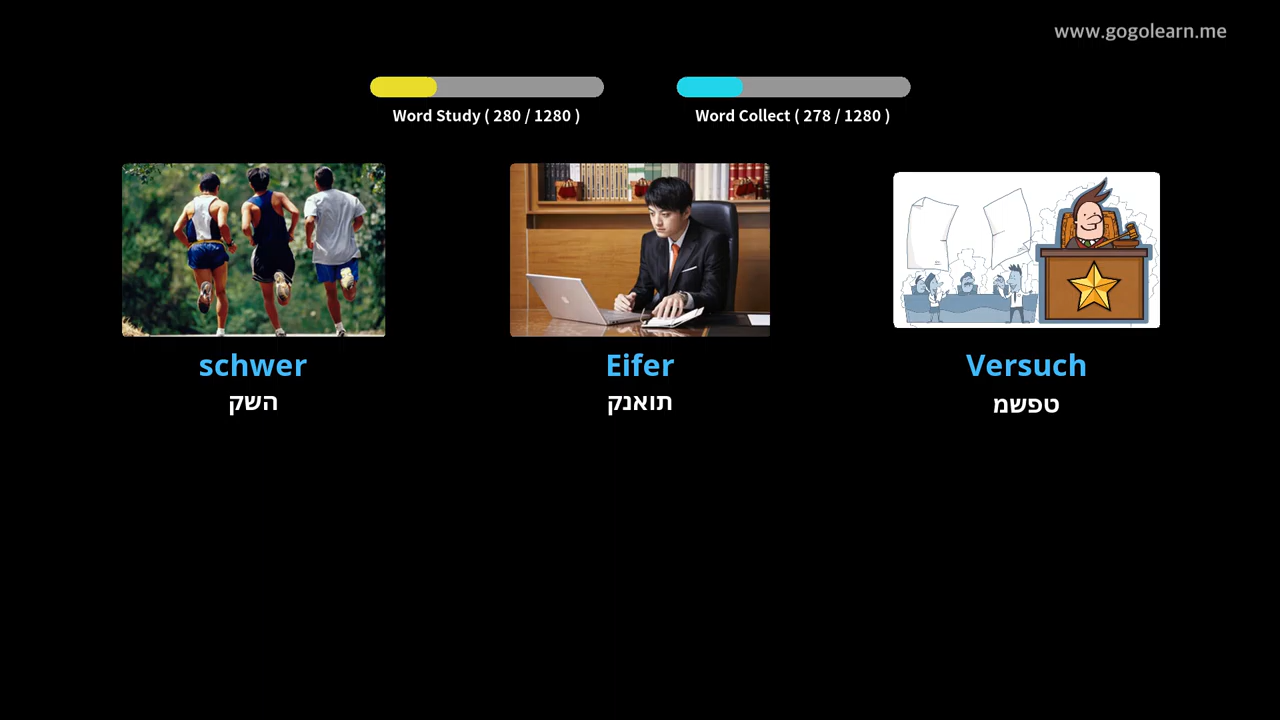 www.gogolearn.me
Word Study ( 280 / 1280 )
Word Collect ( 278 / 1280 )
schwer
Eifer
Versuch
השק
תואנק
טפשמ